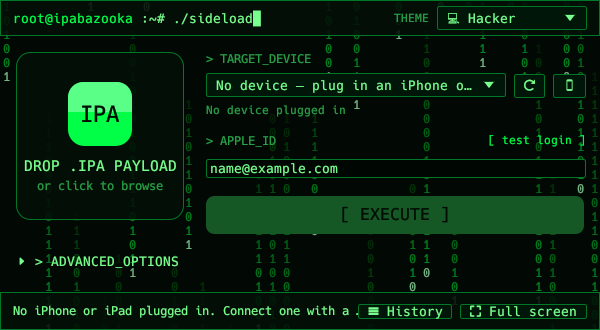 root@ipabazooka :~# ./sideload
THEME
Hacker
IPA
DROP .IPA PAYLOAD
or click to browse
> TARGET_DEVICE
No device — plug in an iPhone o…
No device plugged in
> APPLE_ID
[ test login ]
name@example.com
[ EXECUTE ]
> ADVANCED_OPTIONS
No iPhone or iPad plugged in. Connect one with a
History
Full screen